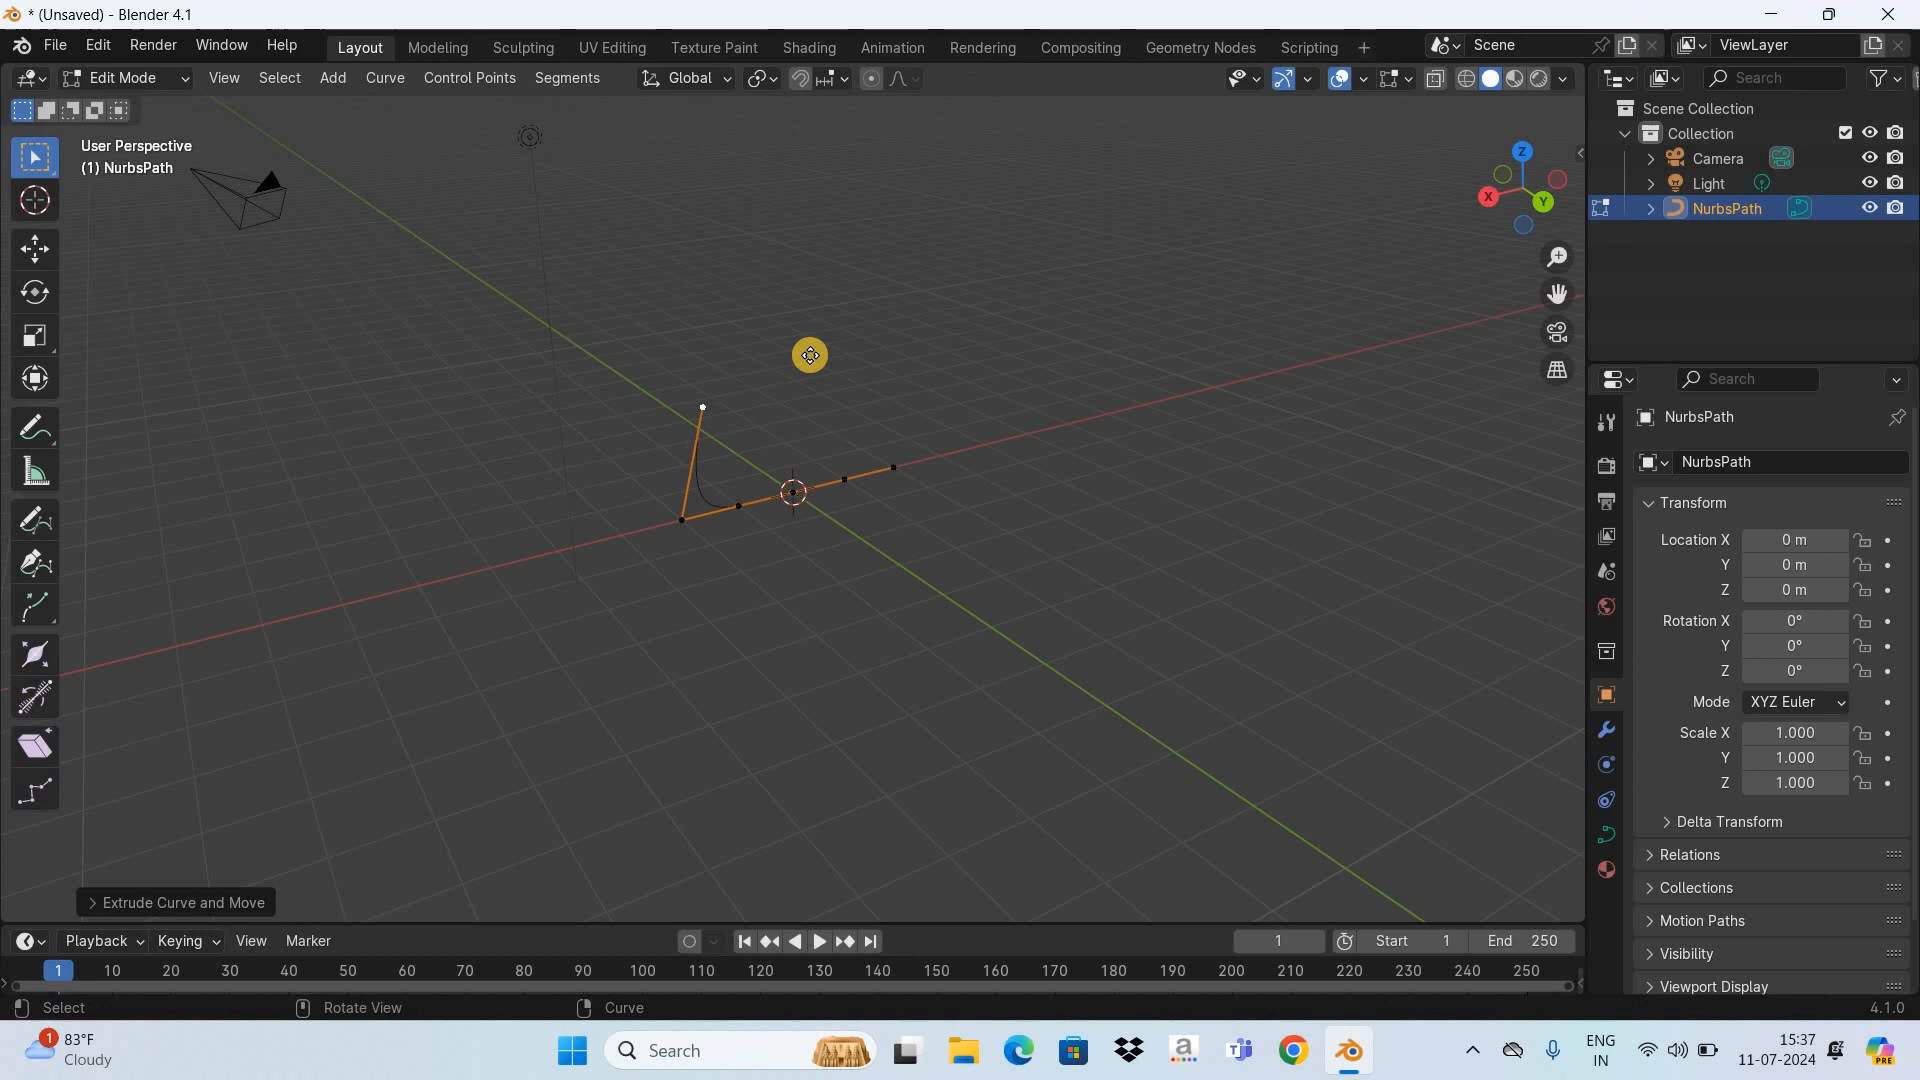 * (Unsaved) - Blender 4.1
File Edit Render Window Help
Layout Modeling Sculpting UV Editing Texture Paint Shading Animation Rendering Compositing Geometry Nodes Scripting +
Scene
ViewLayer
Edit Mode View Select Add Curve Control Points Segments
Global
Search
User Perspective
(1) NurbsPath
Z
X
Y
Scene Collection
Collection
Camera
Light
NurbsPath
Search
NurbsPath
NurbsPath
Transform
Location X 0 m
Y 0 m
Z 0 m
Rotation X 0°
Y 0°
Z 0°
Mode XYZ Euler
Scale X 1.000
Y 1.000
Z 1.000
Delta Transform
Relations
Collections
Motion Paths
Visibility
Viewport Display
Extrude Curve and Move
Playback Keying View Marker
1 Start 1 End 250
1 10 20 30 40 50 60 70 80 90 100 110 120 130 140 150 160 170 180 190 200 210 220 230 240 250
Select Rotate View Curve 4.1.0
1
83°F
Cloudy
Search
a
T
PRE
ENG
IN
15:37
11-07-2024